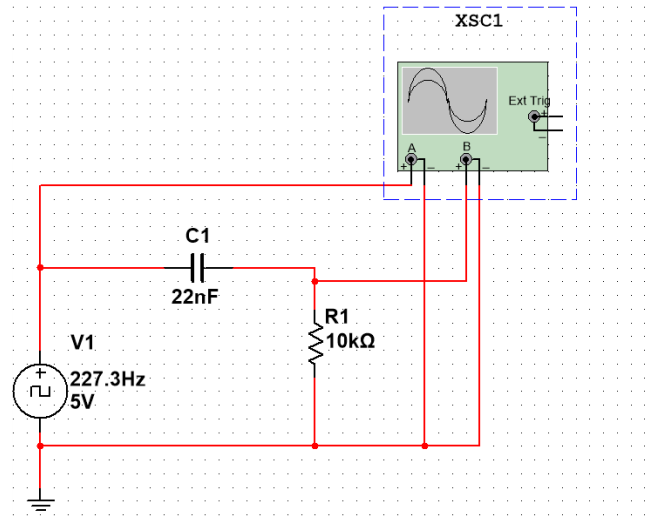 XSC1
Ext Trig
+
–
A
B
+
–
+
–
C1
22nF
R1
10kΩ
V1
+
227.3Hz
5V